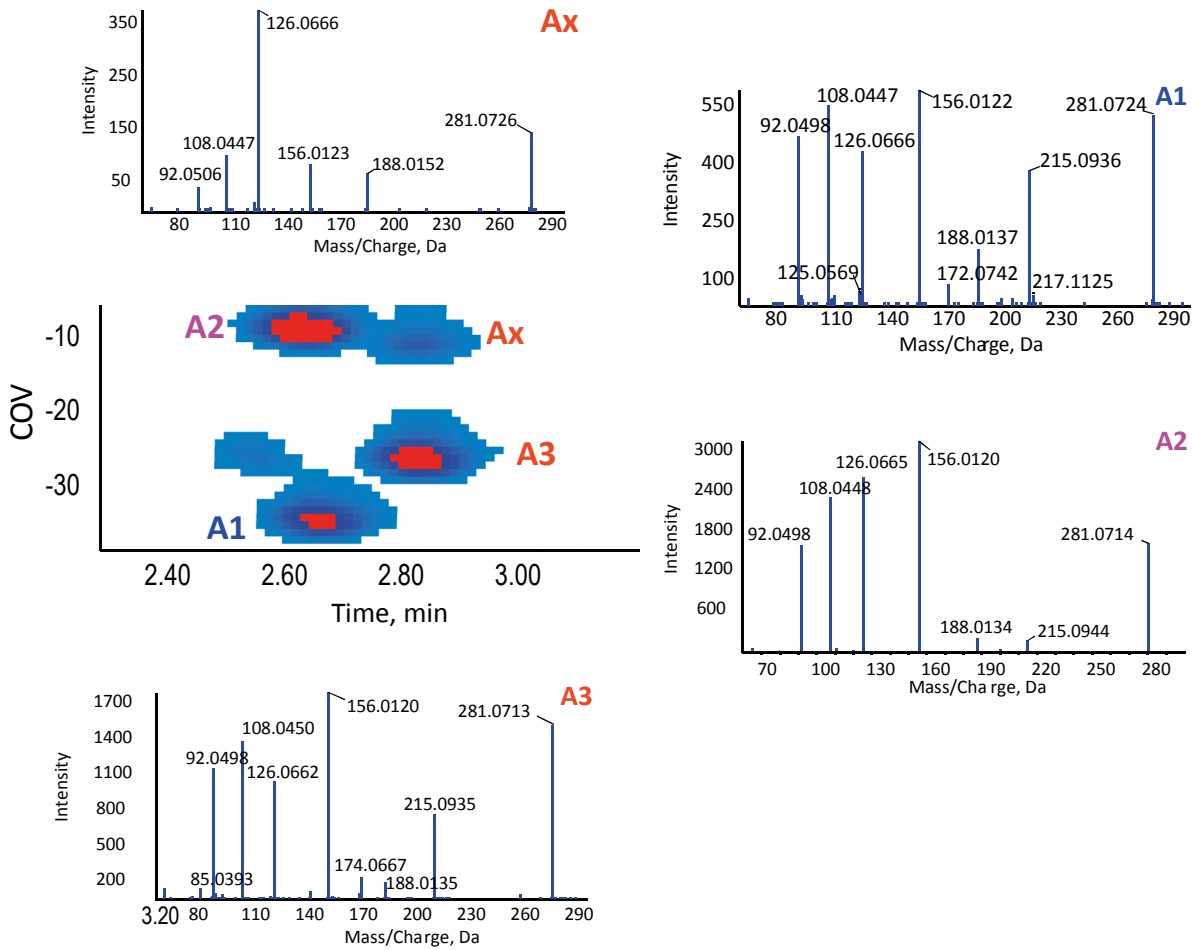 Ax
350
250
150
50
Intensity
126.0666
281.0726
108.0447
156.0123
188.0152
92.0506
80 110 140 170 200 230 260 290
Mass/Charge, Da
A1
550
400
250
100
Intensity
108.0447
156.0122
281.0724
92.0498
126.0666
215.0936
188.0137
125.0569
172.0742
217.1125
80 110 140 170 200 230 260 290
Mass/Charge, Da
A2
Ax
A3
A1
-10
-20
-30
COV
2.40 2.60 2.80 3.00
Time, min
A2
3000
2400
1800
1200
600
Intensity
126.0665
156.0120
108.0448
92.0498
281.0714
188.0134
215.0944
70 100 130 160 190 220 250 280
Mass/Cha rge, Da
A3
1700
1400
1100
800
500
200
Intensity
156.0120
281.0713
108.0450
92.0498
126.0662
215.0935
174.0667
85.0393
188.0135
3.20 80 110 140 170 200 230 260 290
Mass/Charge, Da